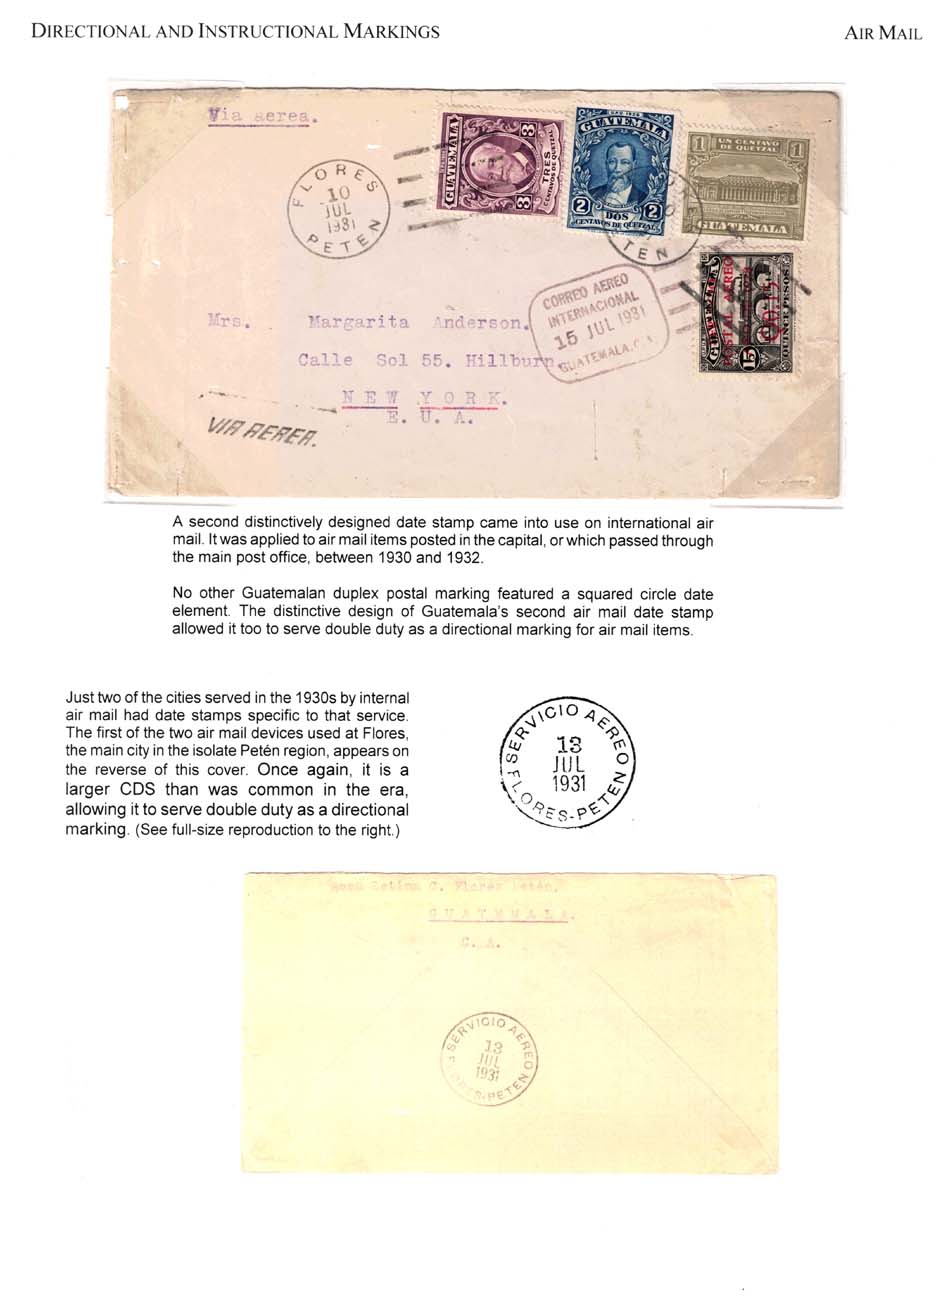 DIRECTIONAL AND INSTRUCTIONAL MARKINGS
AIR MAIL
Via aerea.
FLORES
10
JUL
1931
PETEN
GUATEMALA
3 3
TRES
CENTAVOS DE QUETZAL
GUATEMALA
2 2
DOS
CENTAVOS DE QUETZAL
TEN
1 UN CENTAVO 1
DE QUETZAL
GUATEMALA
GUATEMALA
15
QUINCE PESOS
CORREO AEREO
INTERNACIONAL
15 JUL 1931
GUATEMALA, C.A.
Mrs. Margarita Anderson.
Calle Sol 55. Hillburn.
NEW YORK.
E. U. A.
VIA AEREA.
A second distinctively designed date stamp came into use on international air
mail. It was applied to air mail items posted in the capital, or which passed through
the main post office, between 1930 and 1932.
No other Guatemalan duplex postal marking featured a squared circle date
element. The distinctive design of Guatemala's second air mail date stamp
allowed it too to serve double duty as a directional marking for air mail items.
Just two of the cities served in the 1930s by internal
air mail had date stamps specific to that service.
The first of the two air mail devices used at Flores,
the main city in the isolate Petén region, appears on
the reverse of this cover. Once again, it is a
larger CDS than was common in the era,
allowing it to serve double duty as a directional
marking. (See full-size reproduction to the right.)
SERVICIO AEREO
13
JUL
1931
FLORES-PETEN
C. Flores Petén.
GUATEMALA.
C. A.
SERVICIO AEREO
13
JUL
1931
FLORES-PETEN